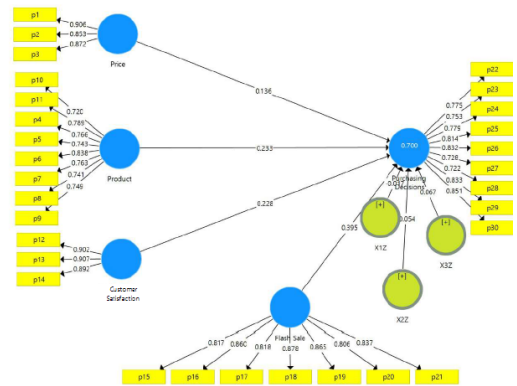 p1
p2
p3
0.906
0.853
0.872
Price
p10
p11
p4
p5
p6
p7
p8
p9
0.720
0.789
0.766
0.743
0.838
0.763
0.741
0.749
Product
p12
p13
p14
0.902
0.907
0.892
Customer
Satisfaction
0.136
0.233
0.228
0.395
0.700
Purchasing
Decisions
0.775
0.753
0.779
0.814
0.832
0.726
0.722
0.833
0.851
p22
p23
p24
p25
p26
p27
p28
p29
p30
0.067
0.054
[+]
X1Z
[+]
X2Z
[+]
X3Z
Flash Sale
0.817
0.860
0.818
0.878
0.865
0.806
0.837
p15
p16
p17
p18
p19
p20
p21